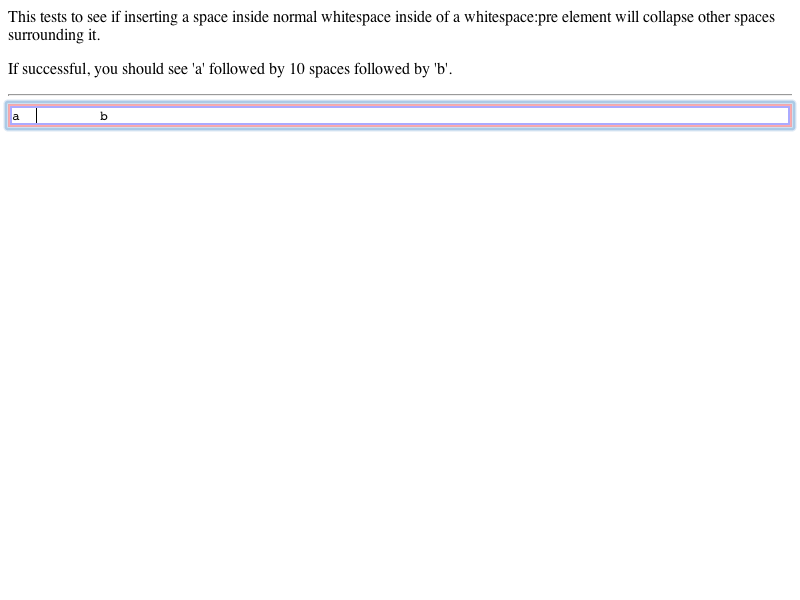 This tests to see if inserting a space inside normal whitespace inside of a whitespace:pre element will collapse other spaces
surrounding it.
If successful, you should see 'a' followed by 10 spaces followed by 'b'.
a          b